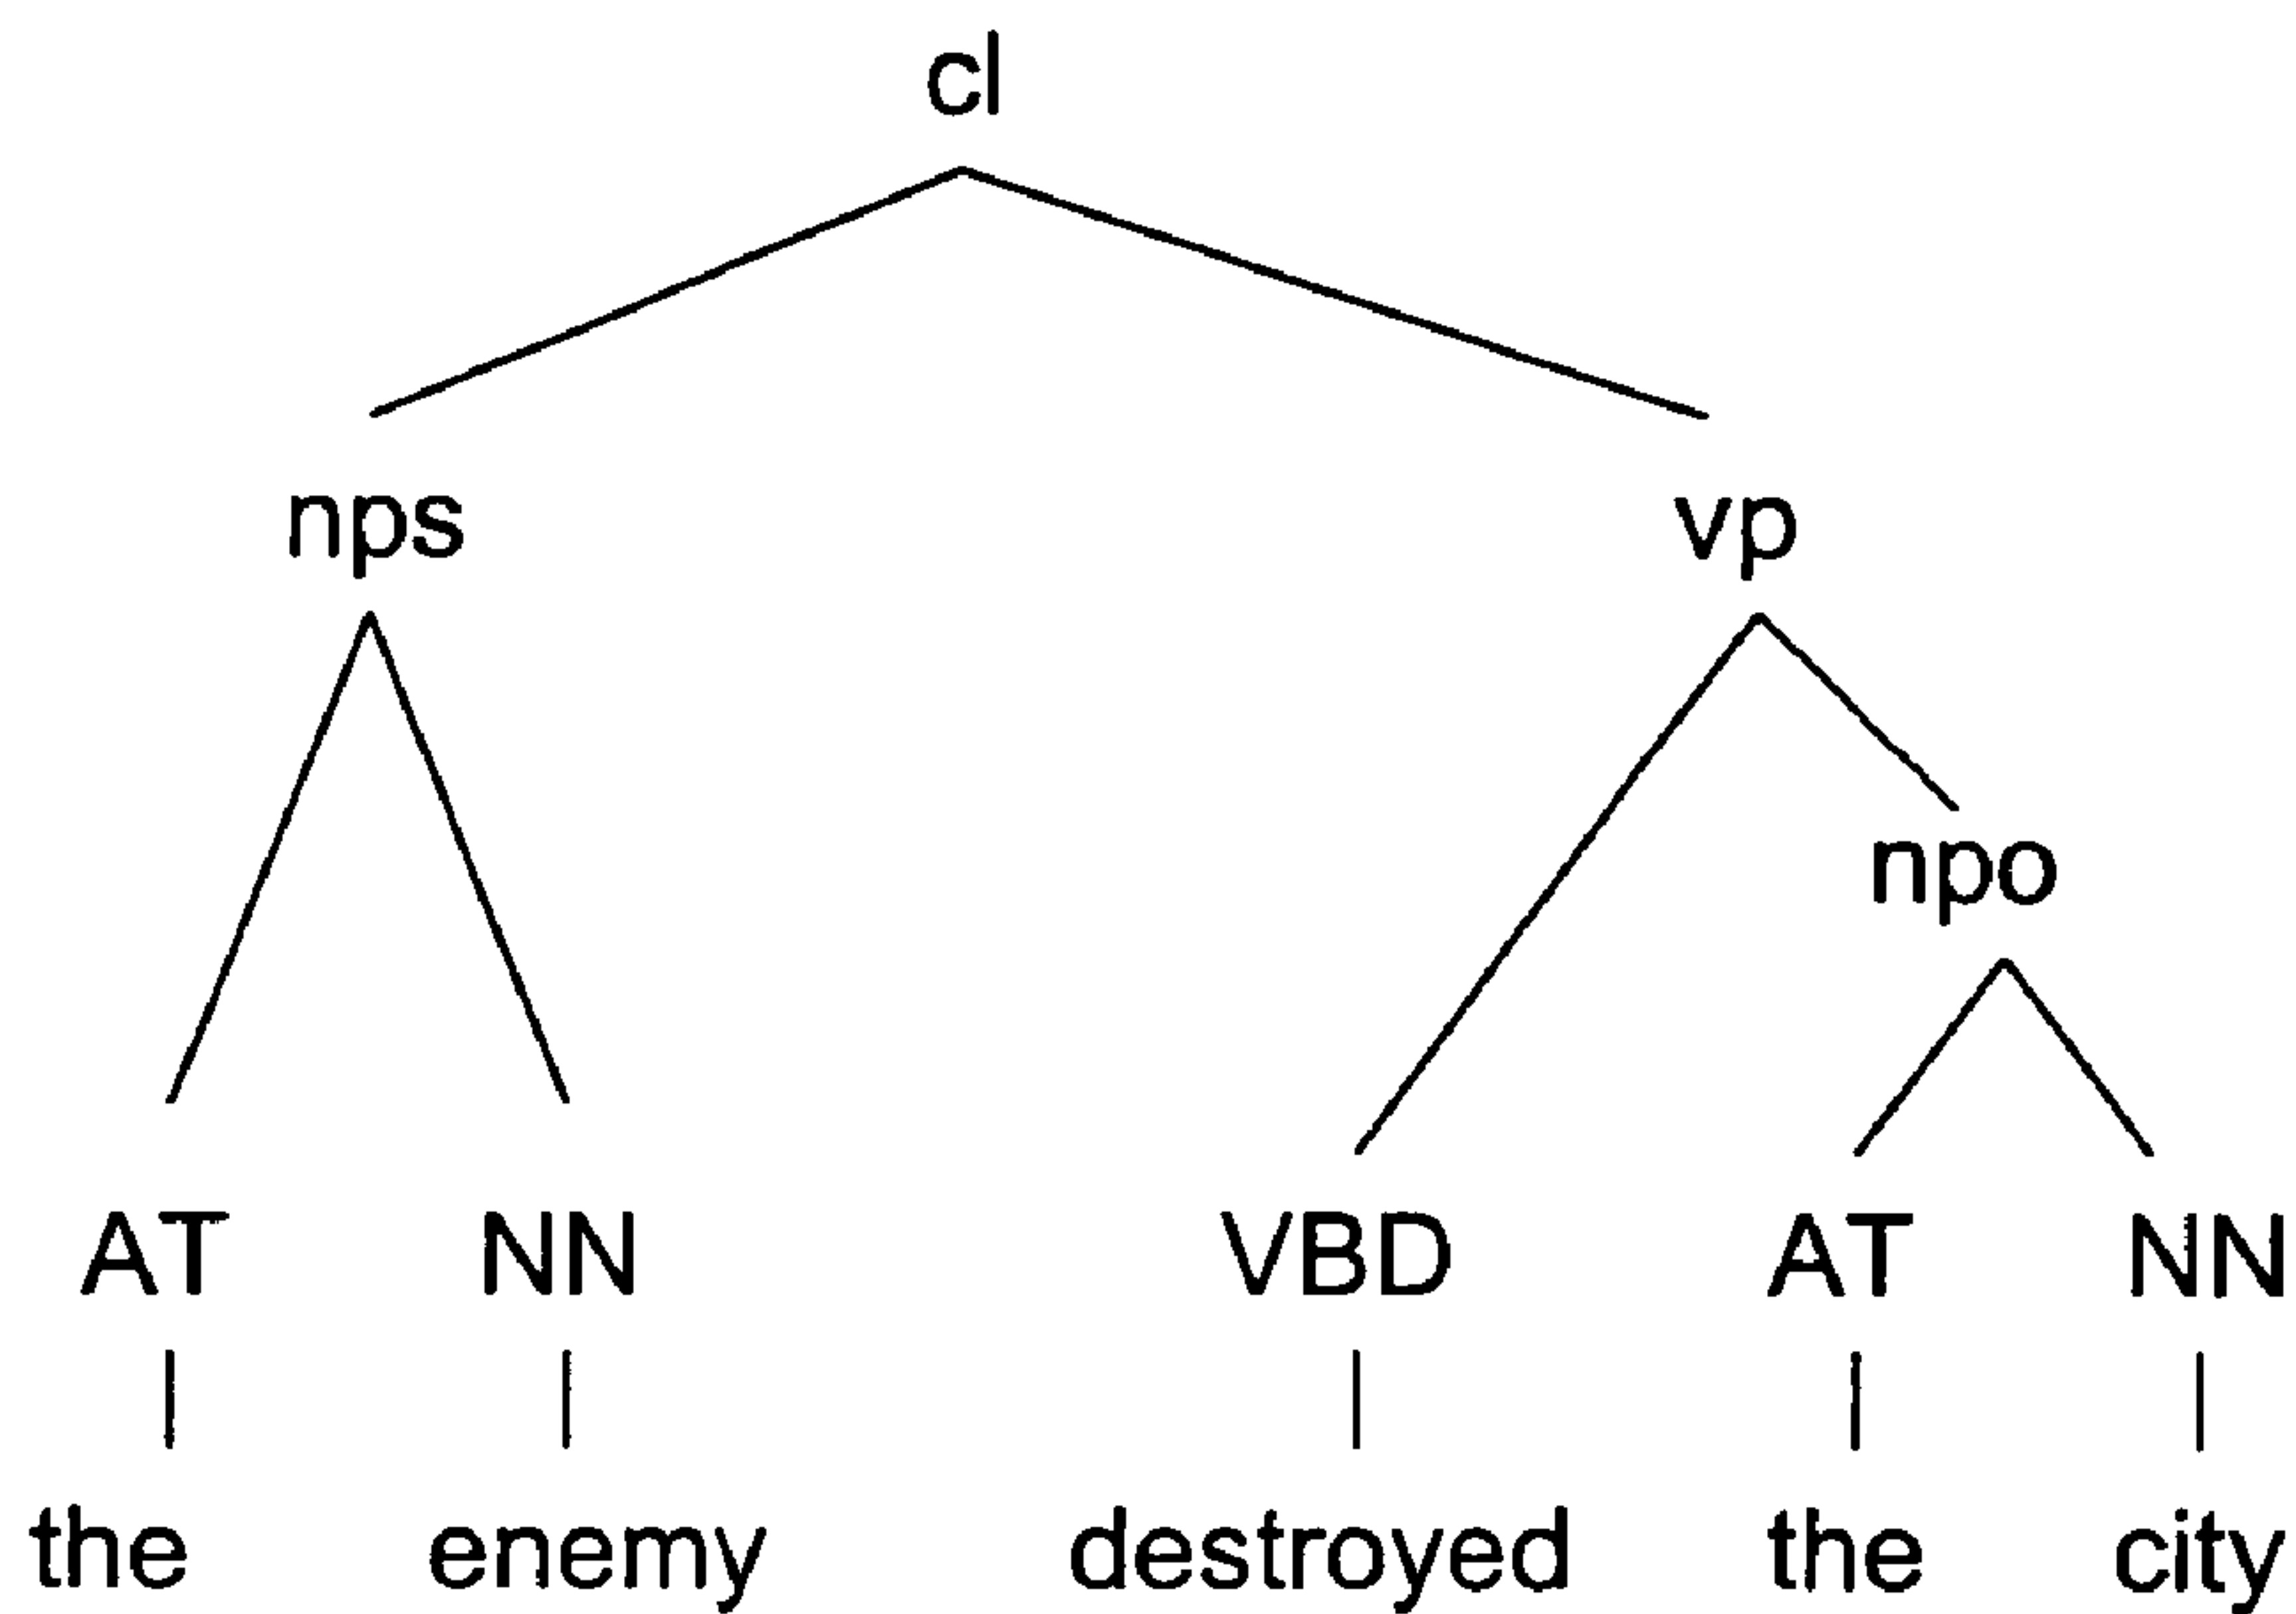 cl
nps vp
npo
AT NN VBD AT NN
the enemy destroyed the city